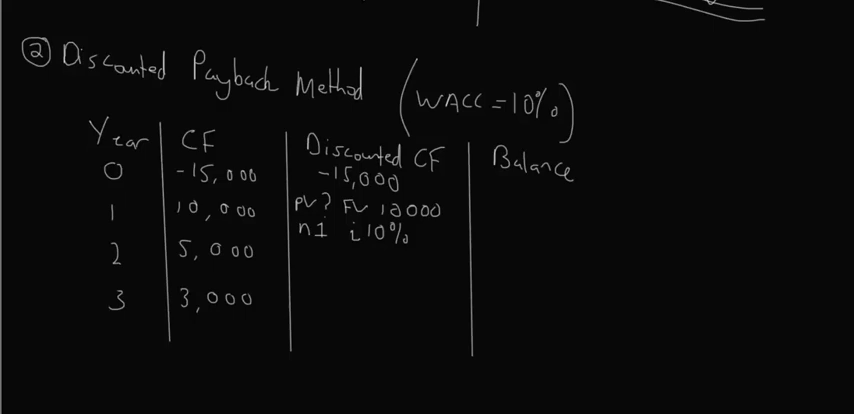 ② Discounted Payback Method (WACC = 10%)
Year CF Discounted CF Balance
0 -15,000 -15,000
1 10,000 PV? FV 10000
n1 i 10%
2 5,000
3 3,000